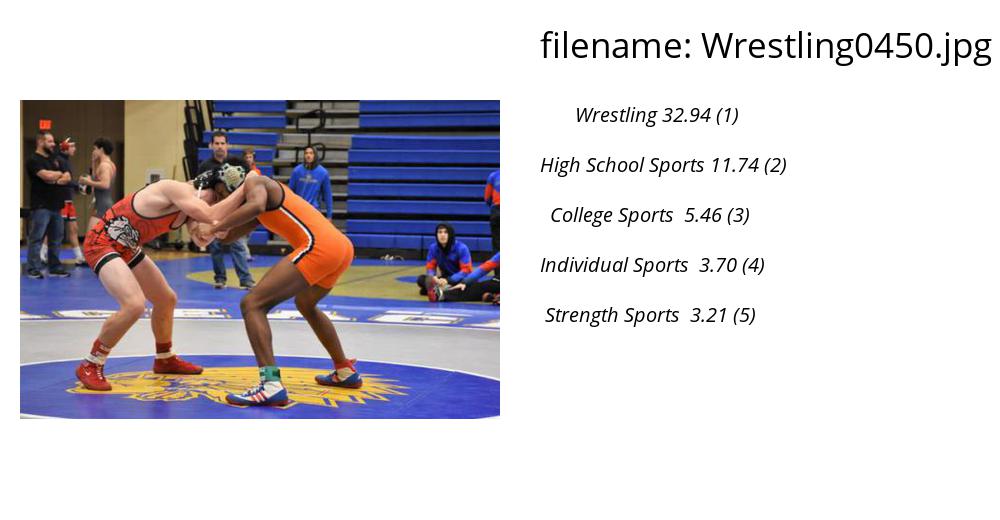 filename: Wrestling0450.jpg
Wrestling 32.94 (1)
High School Sports 11.74 (2)
College Sports 5.46 (3)
Individual Sports 3.70 (4)
Strength Sports 3.21 (5)